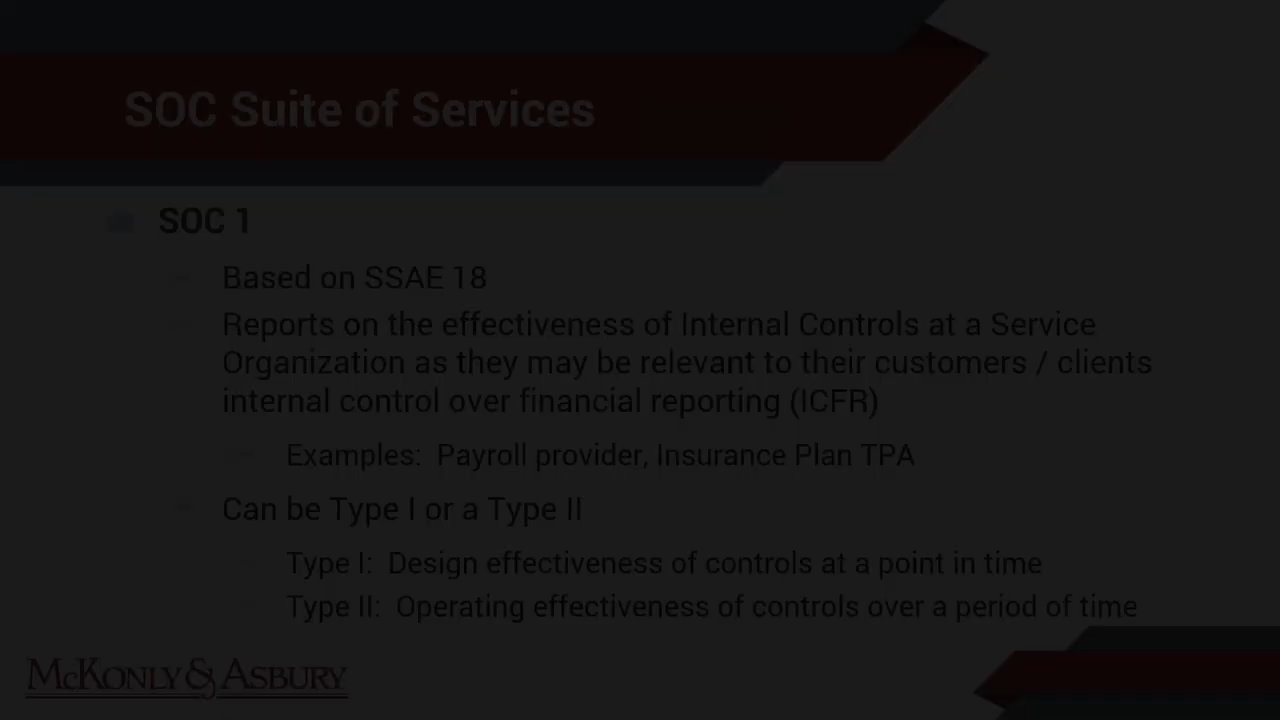 SOC Suite of Services
SOC 1
Based on SSAE 18
Reports on the effectiveness of Internal Controls at a Service
Organization as they may be relevant to their customers / clients
internal control over financial reporting (ICFR)
Examples: Payroll provider, Insurance Plan TPA
Can be Type I or a Type II
Type I: Design effectiveness of controls at a point in time
Type II: Operating effectiveness of controls over a period of time
McKonly & Asbury